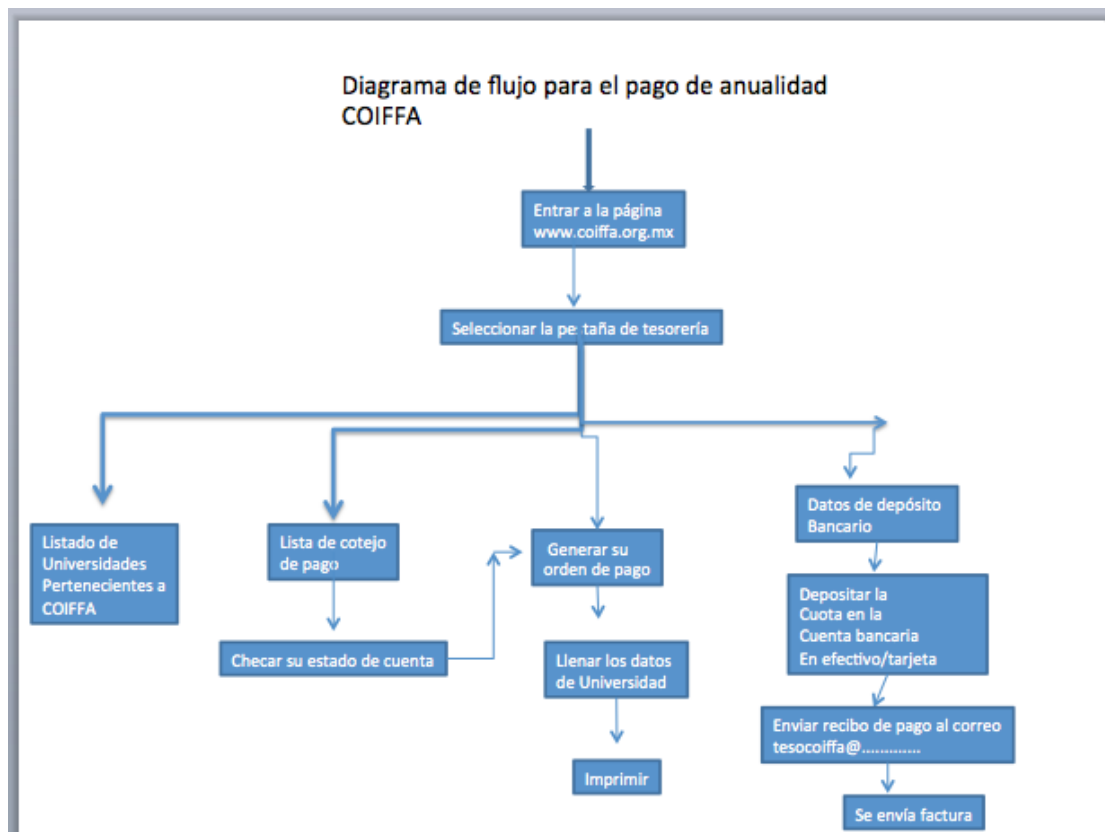 Diagrama de flujo para el pago de anualidad
COIFFA
Entrar a la página
www.coiffa.org.mx
Seleccionar la pestaña de tesorería
Listado de
Universidades
Pertenecientes a
COIFFA
Lista de cotejo
de pago
Checar su estado de cuenta
Generar su
orden de pago
Llenar los datos
de Universidad
Imprimir
Datos de depósito
Bancario
Depositar la
Cuota en la
Cuenta bancaria
En efectivo/tarjeta
Enviar recibo de pago al correo
tesocoiffa@.............
Se envía factura